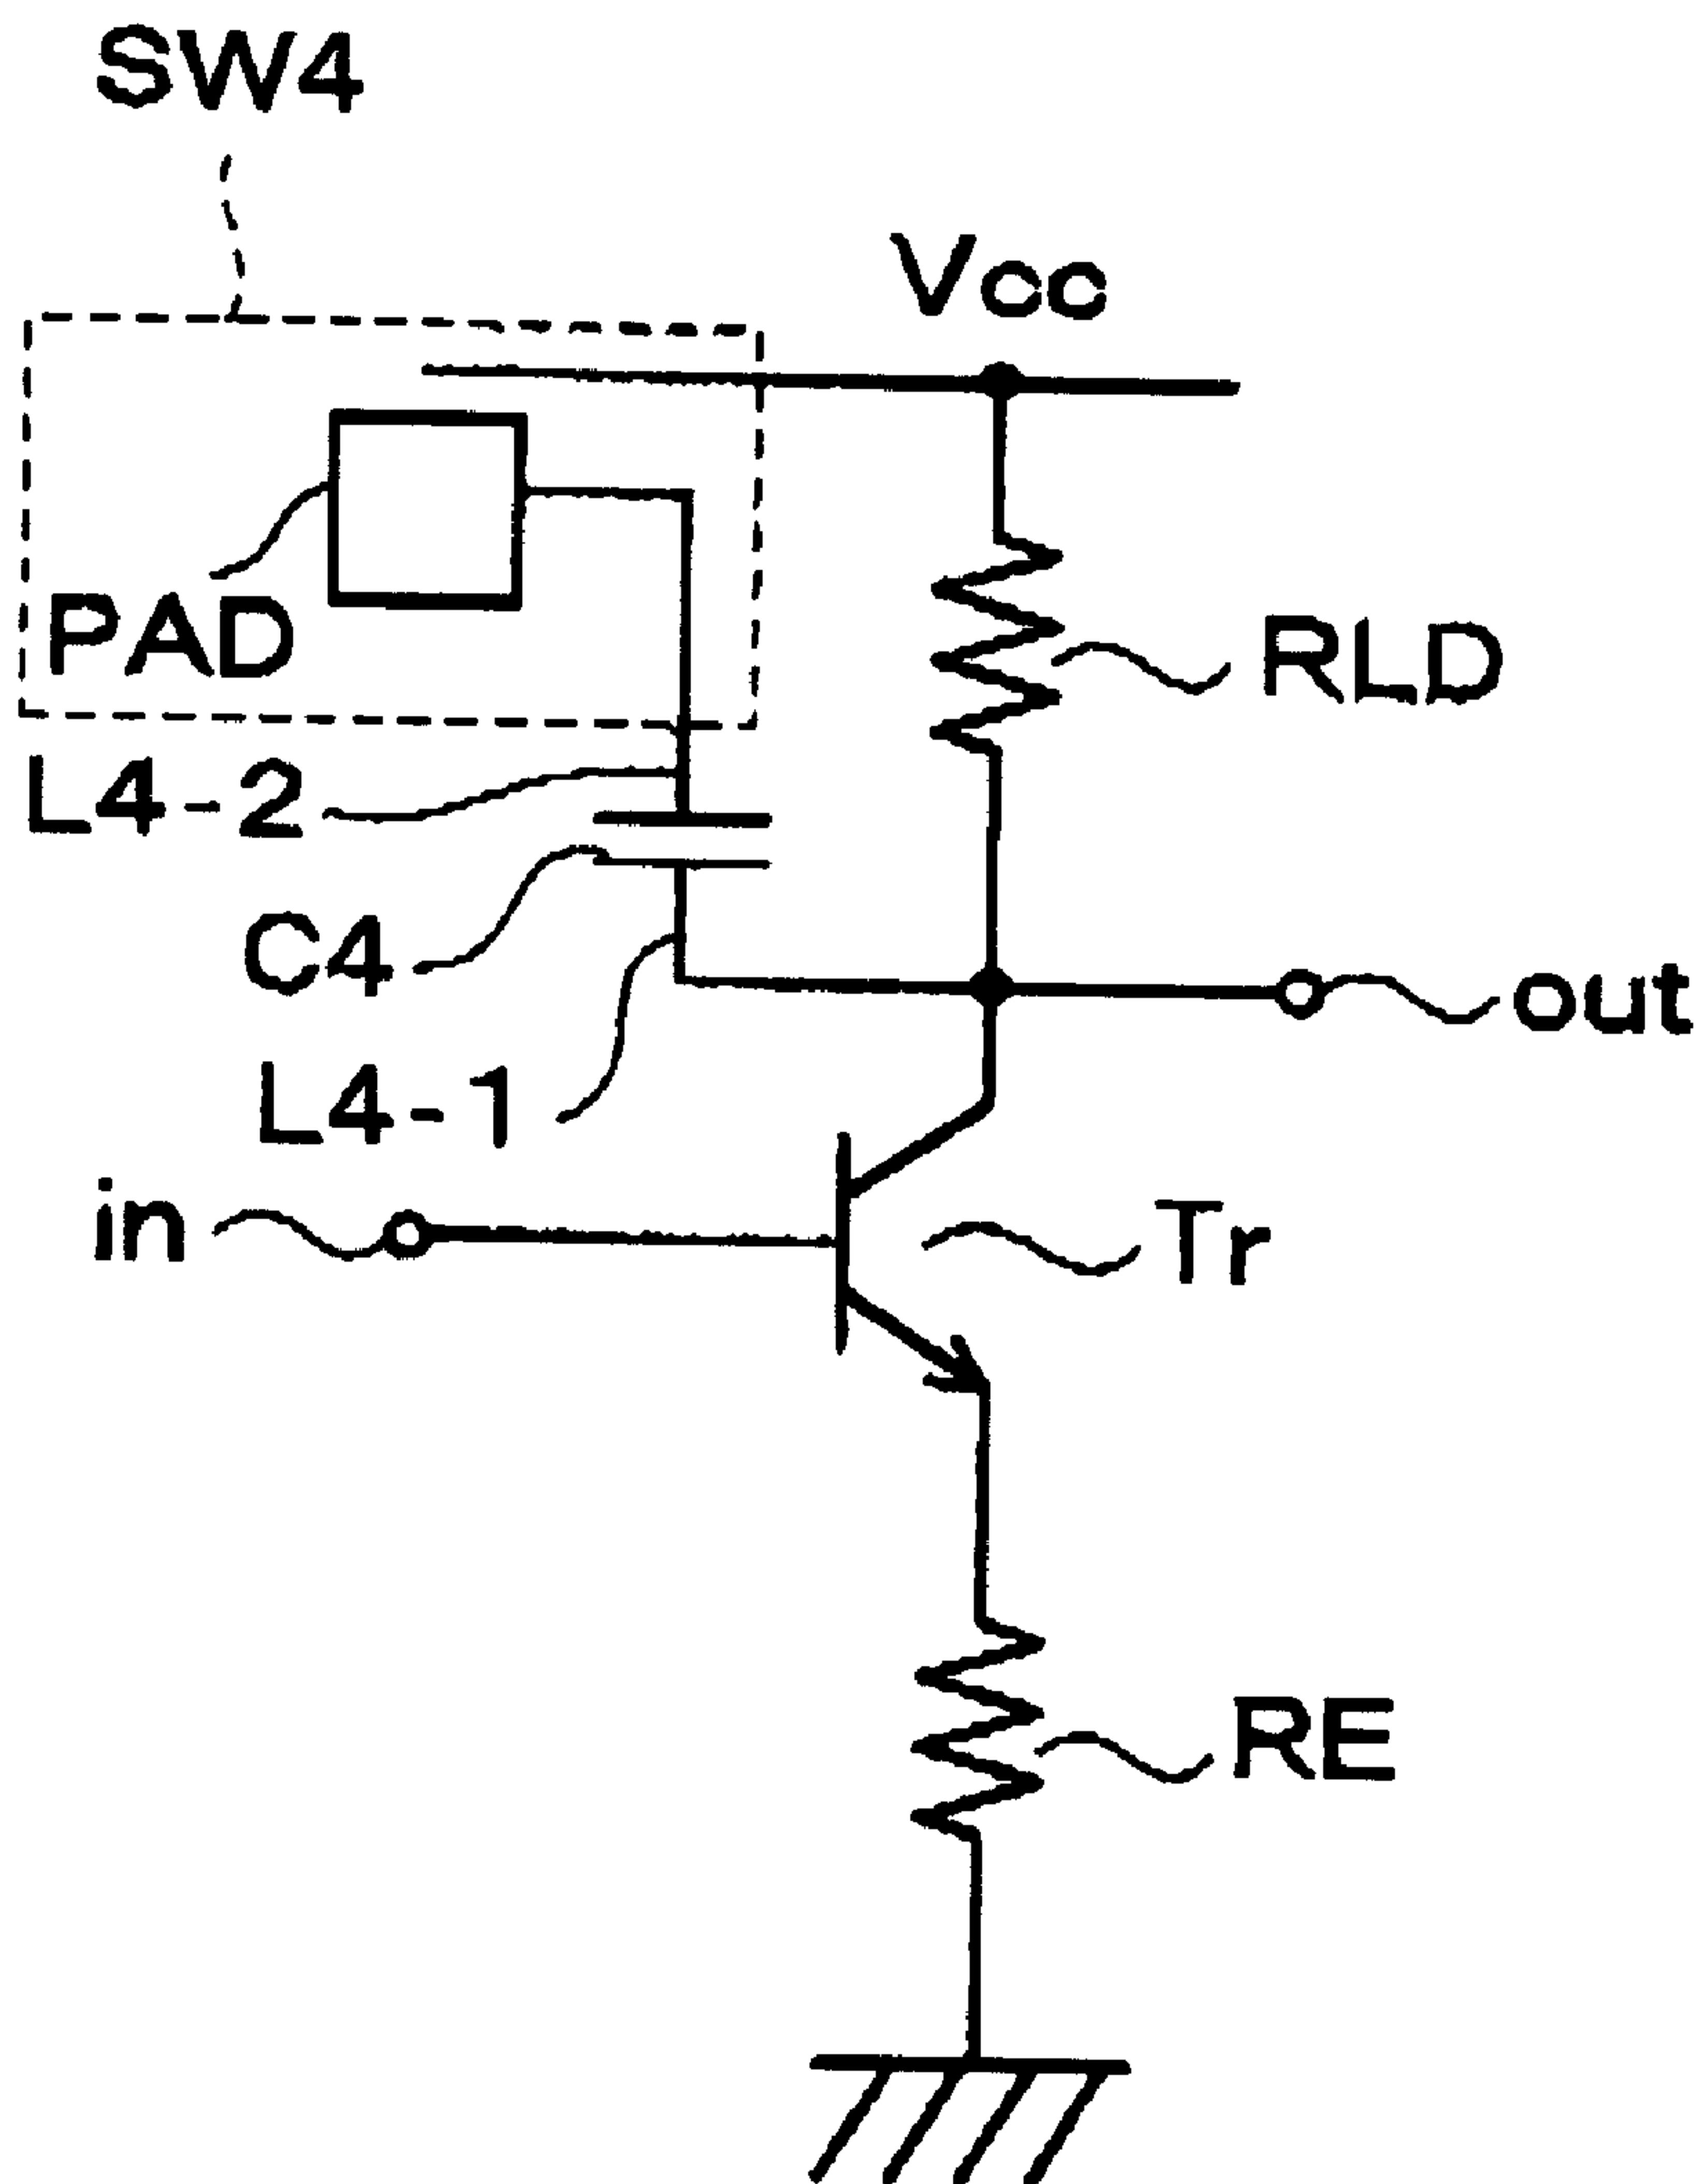 SW4
Vcc
PAD
RLD
L4-2
C4
out
L4-1
in
Tr
RE